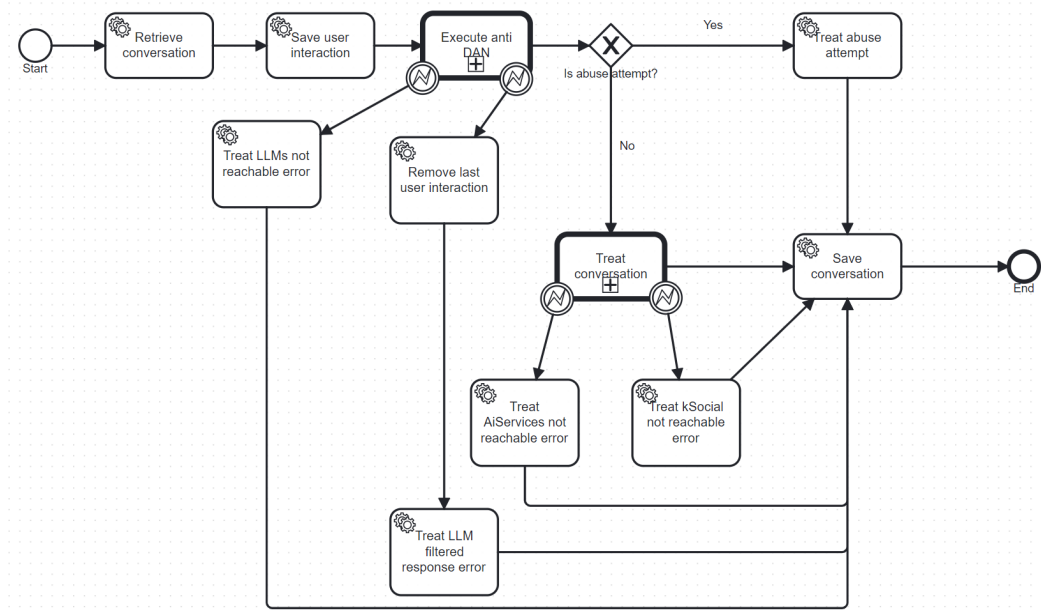 Start
Retrieve
conversation
Save user
interaction
Execute anti
DAN
Is abuse attempt?
Yes
Treat abuse
attempt
Treat LLMs not
reachable error
Remove last
user interaction
No
Treat
conversation
Save
conversation
End
Treat
AiServices not
reachable error
Treat kSocial
not reachable
error
Treat LLM
filtered
response error